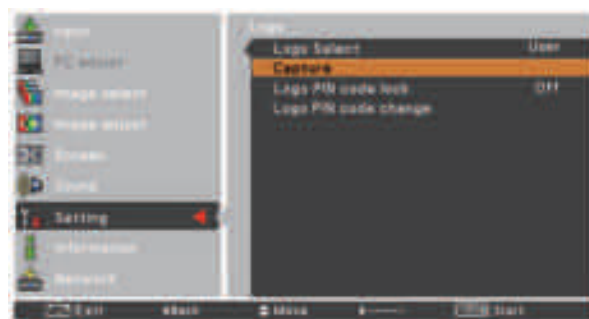 Input
PC adjust
Image select
Image adjust
Screen
Sound
Setting
Information
Network
Logo
Logo Select User
Capture
Logo PIN code lock Off
Logo PIN code change
Exit Back Move Start